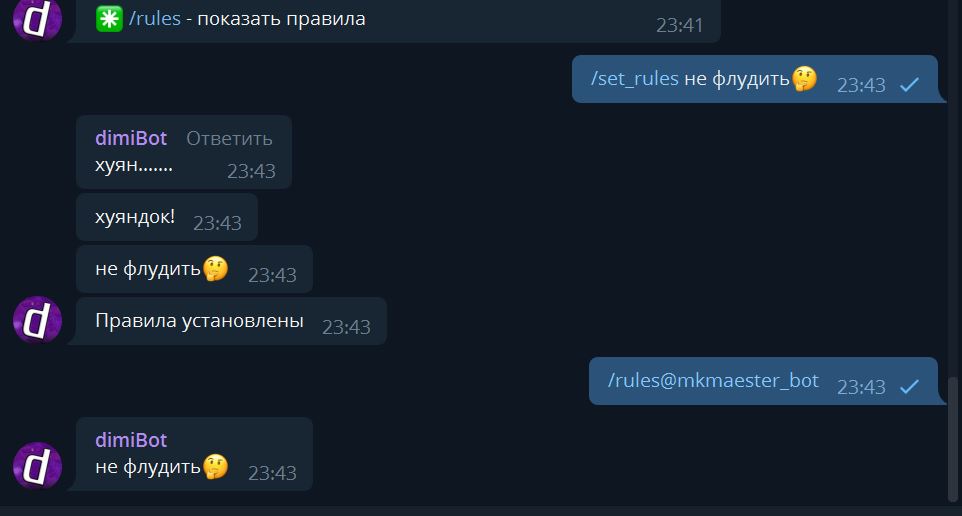 d ✳️ /rules - показать правила 23:41
/set_rules не флудить🤔 23:43
dimiBot Ответить
хуян....... 23:43
хуяндок! 23:43
не флудить🤔 23:43
d Правила установлены 23:43
/rules@mkmaester_bot 23:43
dimiBot
d не флудить🤔 23:43